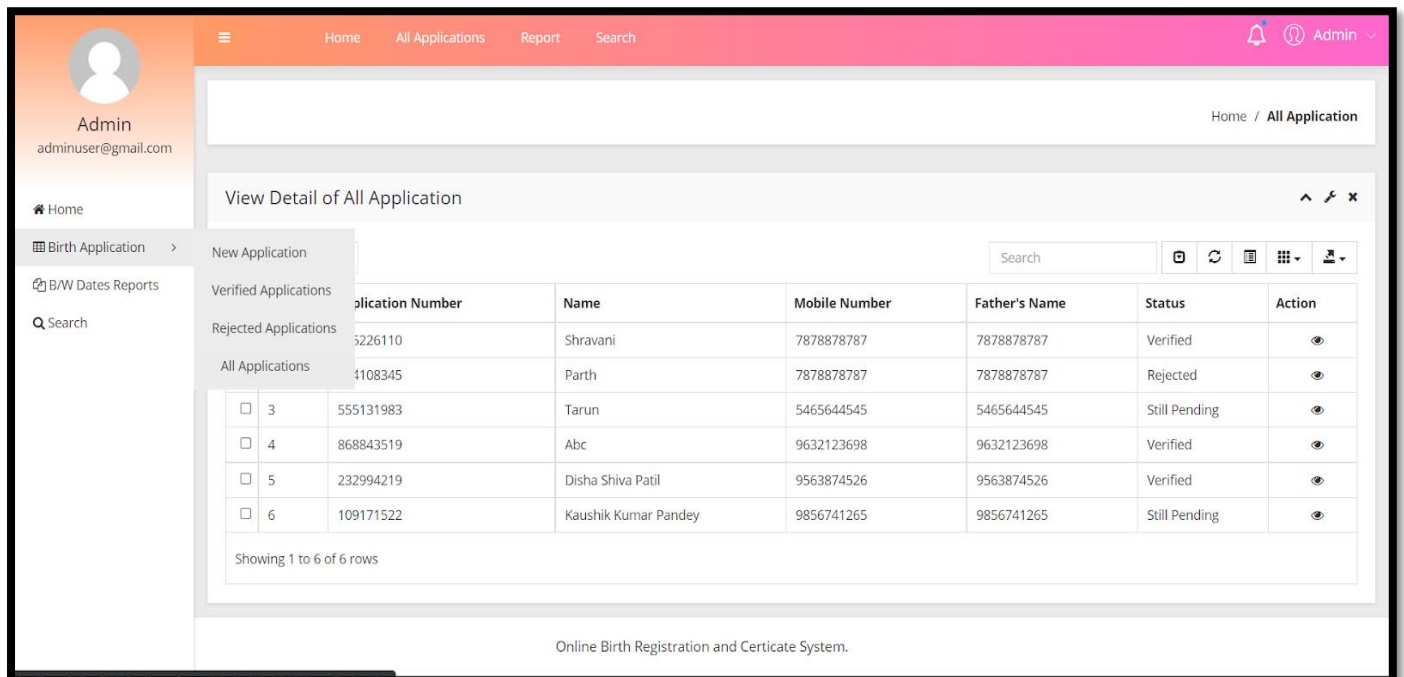 Home All Applications Report Search Admin
Admin
adminuser@gmail.com
Home
Birth Application
New Application
Verified Applications
Rejected Applications
All Applications
B/W Dates Reports
Search
Home / All Application
View Detail of All Application
Search
plication Number Name Mobile Number Father's Name Status Action
5226110 Shravani 7878878787 7878878787 Verified
4108345 Parth 7878878787 7878878787 Rejected
3 555131983 Tarun 5465644545 5465644545 Still Pending
4 868843519 Abc 9632123698 9632123698 Verified
5 232994219 Disha Shiva Patil 9563874526 9563874526 Verified
6 109171522 Kaushik Kumar Pandey 9856741265 9856741265 Still Pending
Showing 1 to 6 of 6 rows
Online Birth Registration and Certicate System.